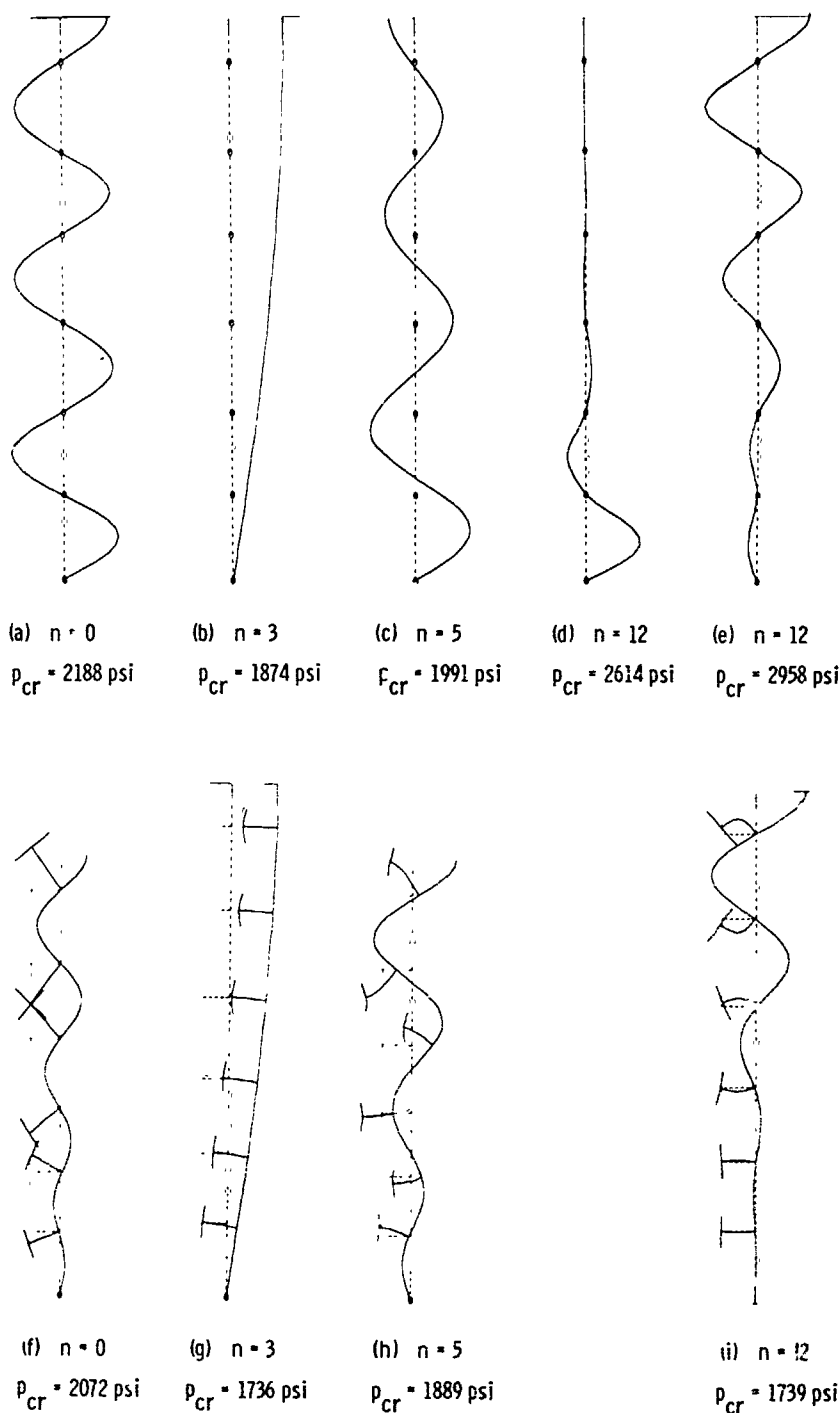 (a) n = 0
p_cr = 2188 psi
(b) n = 3
p_cr = 1874 psi
(c) n = 5
p_cr = 1991 psi
(d) n = 12
p_cr = 2614 psi
(e) n = 12
p_cr = 2958 psi
(f) n = 0
p_cr = 2072 psi
(g) n = 3
p_cr = 1736 psi
(h) n = 5
p_cr = 1889 psi
(i) n = 12
p_cr = 1739 psi